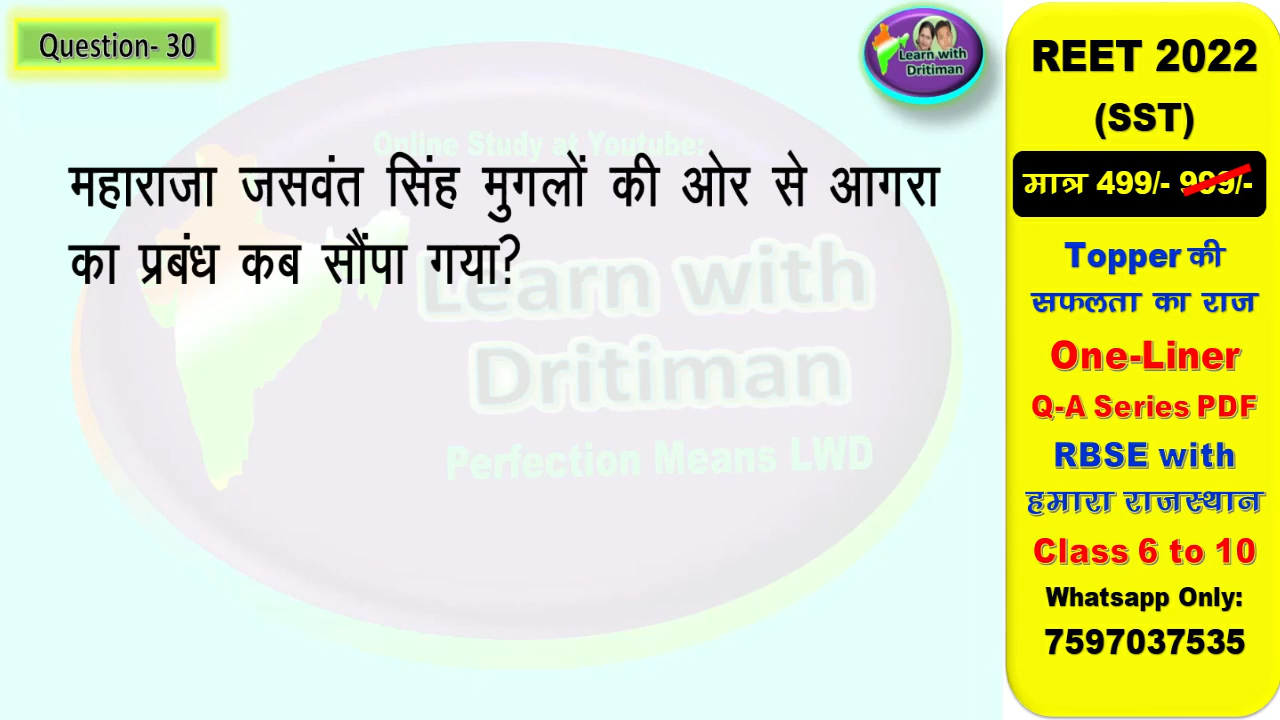 Question- 30
Learn with
Dritiman
Online Study at Youtube:
महाराजा जसवंत सिंह मुगलों की ओर से आगरा
का प्रबंध कब सौंपा गया?
Learn with
Dritiman
Perfection Means LWD
REET 2022
(SST)
मात्र 499/- 999/-
Topper की
सफलता का राज
One-Liner
Q-A Series PDF
RBSE with
हमारा राजस्थान
Class 6 to 10
Whatsapp Only:
7597037535